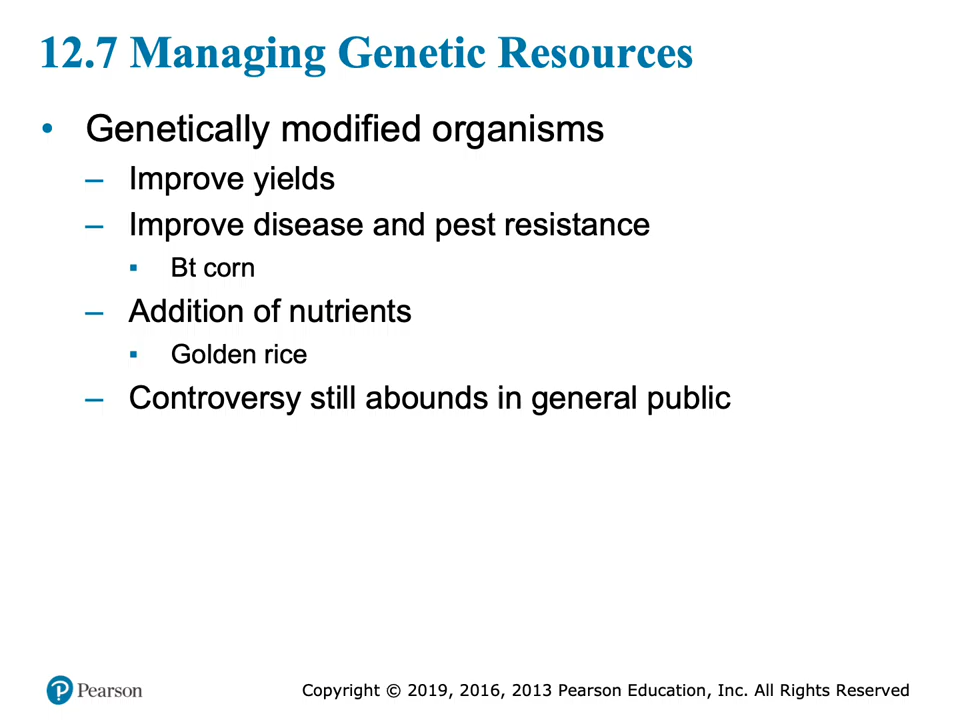 12.7 Managing Genetic Resources
• Genetically modified organisms
– Improve yields
– Improve disease and pest resistance
▪ Bt corn
– Addition of nutrients
▪ Golden rice
– Controversy still abounds in general public
Pearson
Copyright © 2019, 2016, 2013 Pearson Education, Inc. All Rights Reserved